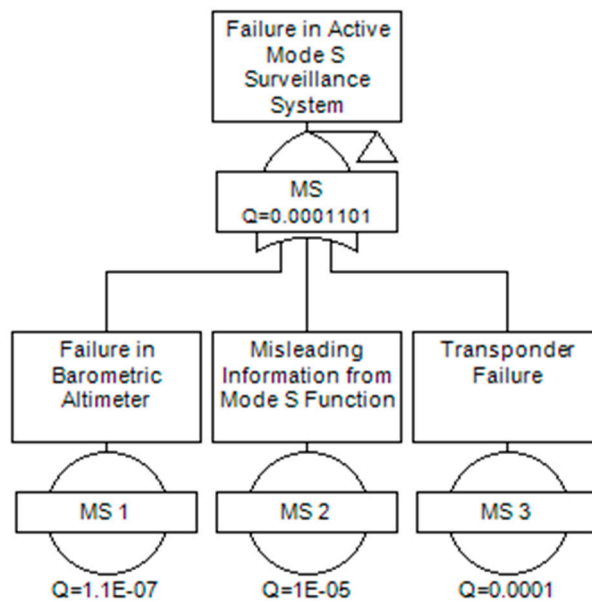 Failure in Active
Mode S
Surveillance
System
MS
Q=0.0001101
Failure in
Barometric
Altimeter
Misleading
Information from
Mode S Function
Transponder
Failure
MS 1
MS 2
MS 3
Q=1.1E-07
Q=1E-05
Q=0.0001